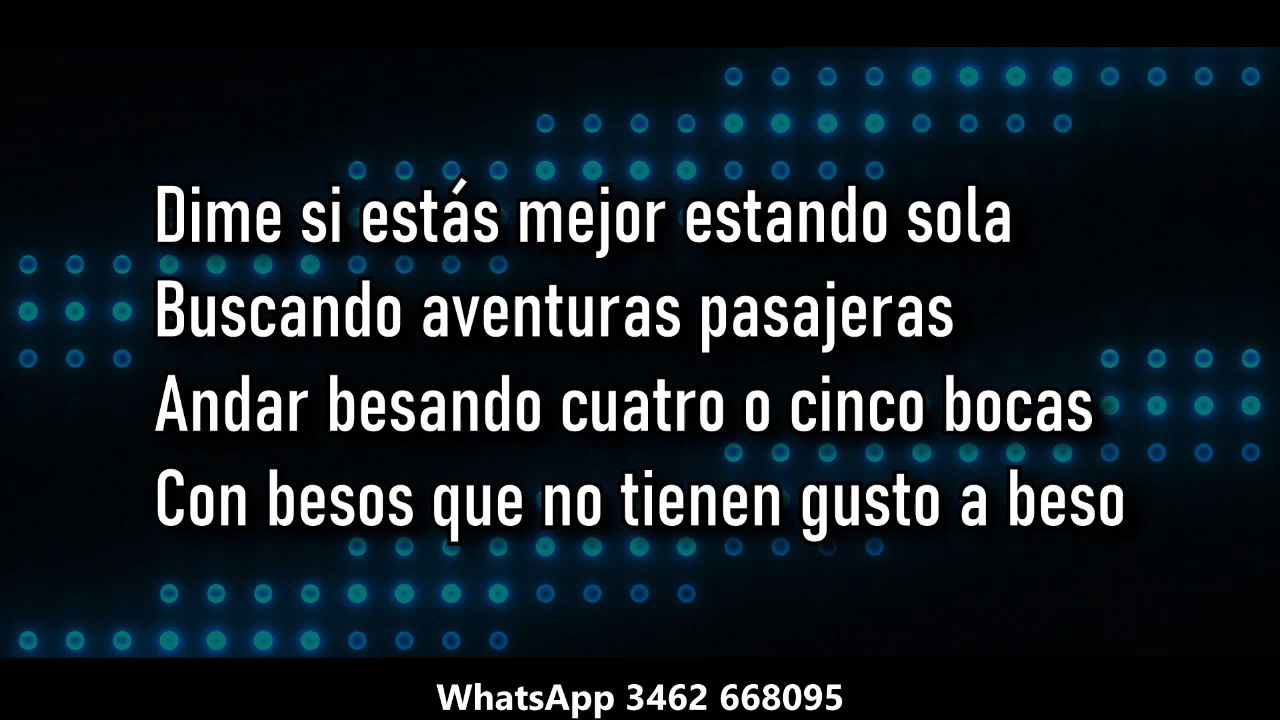 Dime si estás mejor estando sola
Buscando aventuras pasajeras
Andar besando cuatro o cinco bocas
Con besos que no tienen gusto a beso
WhatsApp 3462 668095